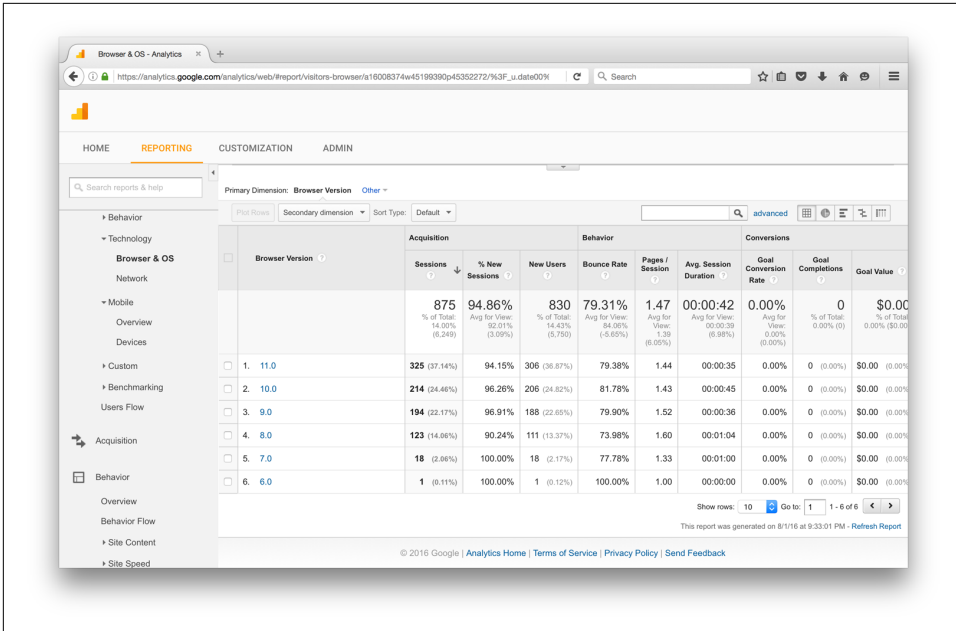 Browser & OS - Analytics × +
https://analytics.google.com/analytics/web/#report/visitors-browser/a16008374w45199390p45352272/%3F_u.date00% Search
HOME REPORTING CUSTOMIZATION ADMIN
Search reports & help
Behavior
Technology
Browser & OS
Network
Mobile
Overview
Devices
Custom
Benchmarking
Users Flow
Acquisition
Behavior
Overview
Behavior Flow
Site Content
Site Speed
Primary Dimension: Browser Version Other
Plot Rows Secondary dimension Sort Type: Default advanced
Acquisition Behavior Conversions
Browser Version ? Sessions ? % New Sessions ? New Users ? Bounce Rate ? Pages / Session ? Avg. Session Duration ? Goal Conversion Rate ? Goal Completions ? Goal Value ?
875 94.86% 830 79.31% 1.47 00:00:42 0.00% 0 $0.00
% of Total: 14.00% (6,249) Avg for View: 92.01% (3.09%) % of Total: 14.43% (5,750) Avg for View: 84.06% (-5.65%) Avg for View: 1.39 (6.05%) Avg for View: 00:00:39 (6.98%) Avg for View: 0.00% (0.00%) % of Total: 0.00% (0) % of Total: 0.00% ($0.00
1. 11.0 325 (37.14%) 94.15% 306 (36.87%) 79.38% 1.44 00:00:35 0.00% 0 (0.00%) $0.00 (0.00%
2. 10.0 214 (24.46%) 96.26% 206 (24.82%) 81.78% 1.43 00:00:45 0.00% 0 (0.00%) $0.00 (0.00%
3. 9.0 194 (22.17%) 96.91% 188 (22.65%) 79.90% 1.52 00:00:36 0.00% 0 (0.00%) $0.00 (0.00%
4. 8.0 123 (14.06%) 90.24% 111 (13.37%) 73.98% 1.60 00:01:04 0.00% 0 (0.00%) $0.00 (0.00%
5. 7.0 18 (2.06%) 100.00% 18 (2.17%) 77.78% 1.33 00:01:00 0.00% 0 (0.00%) $0.00 (0.00%
6. 6.0 1 (0.11%) 100.00% 1 (0.12%) 100.00% 1.00 00:00:00 0.00% 0 (0.00%) $0.00 (0.00%
Show rows: 10 Go to: 1 1 - 6 of 6
This report was generated on 8/1/16 at 9:33:01 PM - Refresh Report
© 2016 Google | Analytics Home | Terms of Service | Privacy Policy | Send Feedback